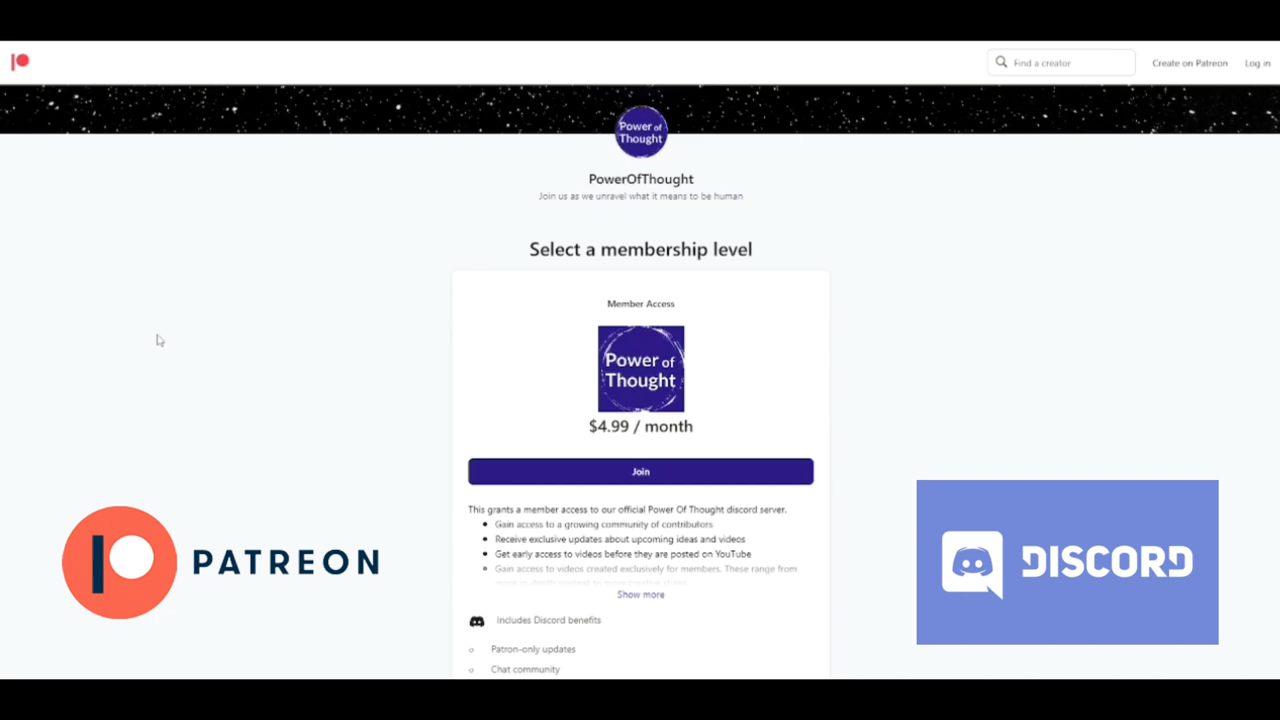 Find a creator
Create on Patreon
Log in
Power of
Thought
PowerOfThought
Join us as we unravel what it means to be human
Select a membership level
Member Access
Power of
Thought
$4.99 / month
Join
This grants a member access to our official Power Of Thought discord server.
Gain access to a growing community of contributors
Receive exclusive updates about upcoming ideas and videos
Get early access to videos before they are posted on YouTube
Gain access to videos created exclusively for members. These range from
Show more
Includes Discord benefits
Patron-only updates
Chat community
PATREON
DISCORD